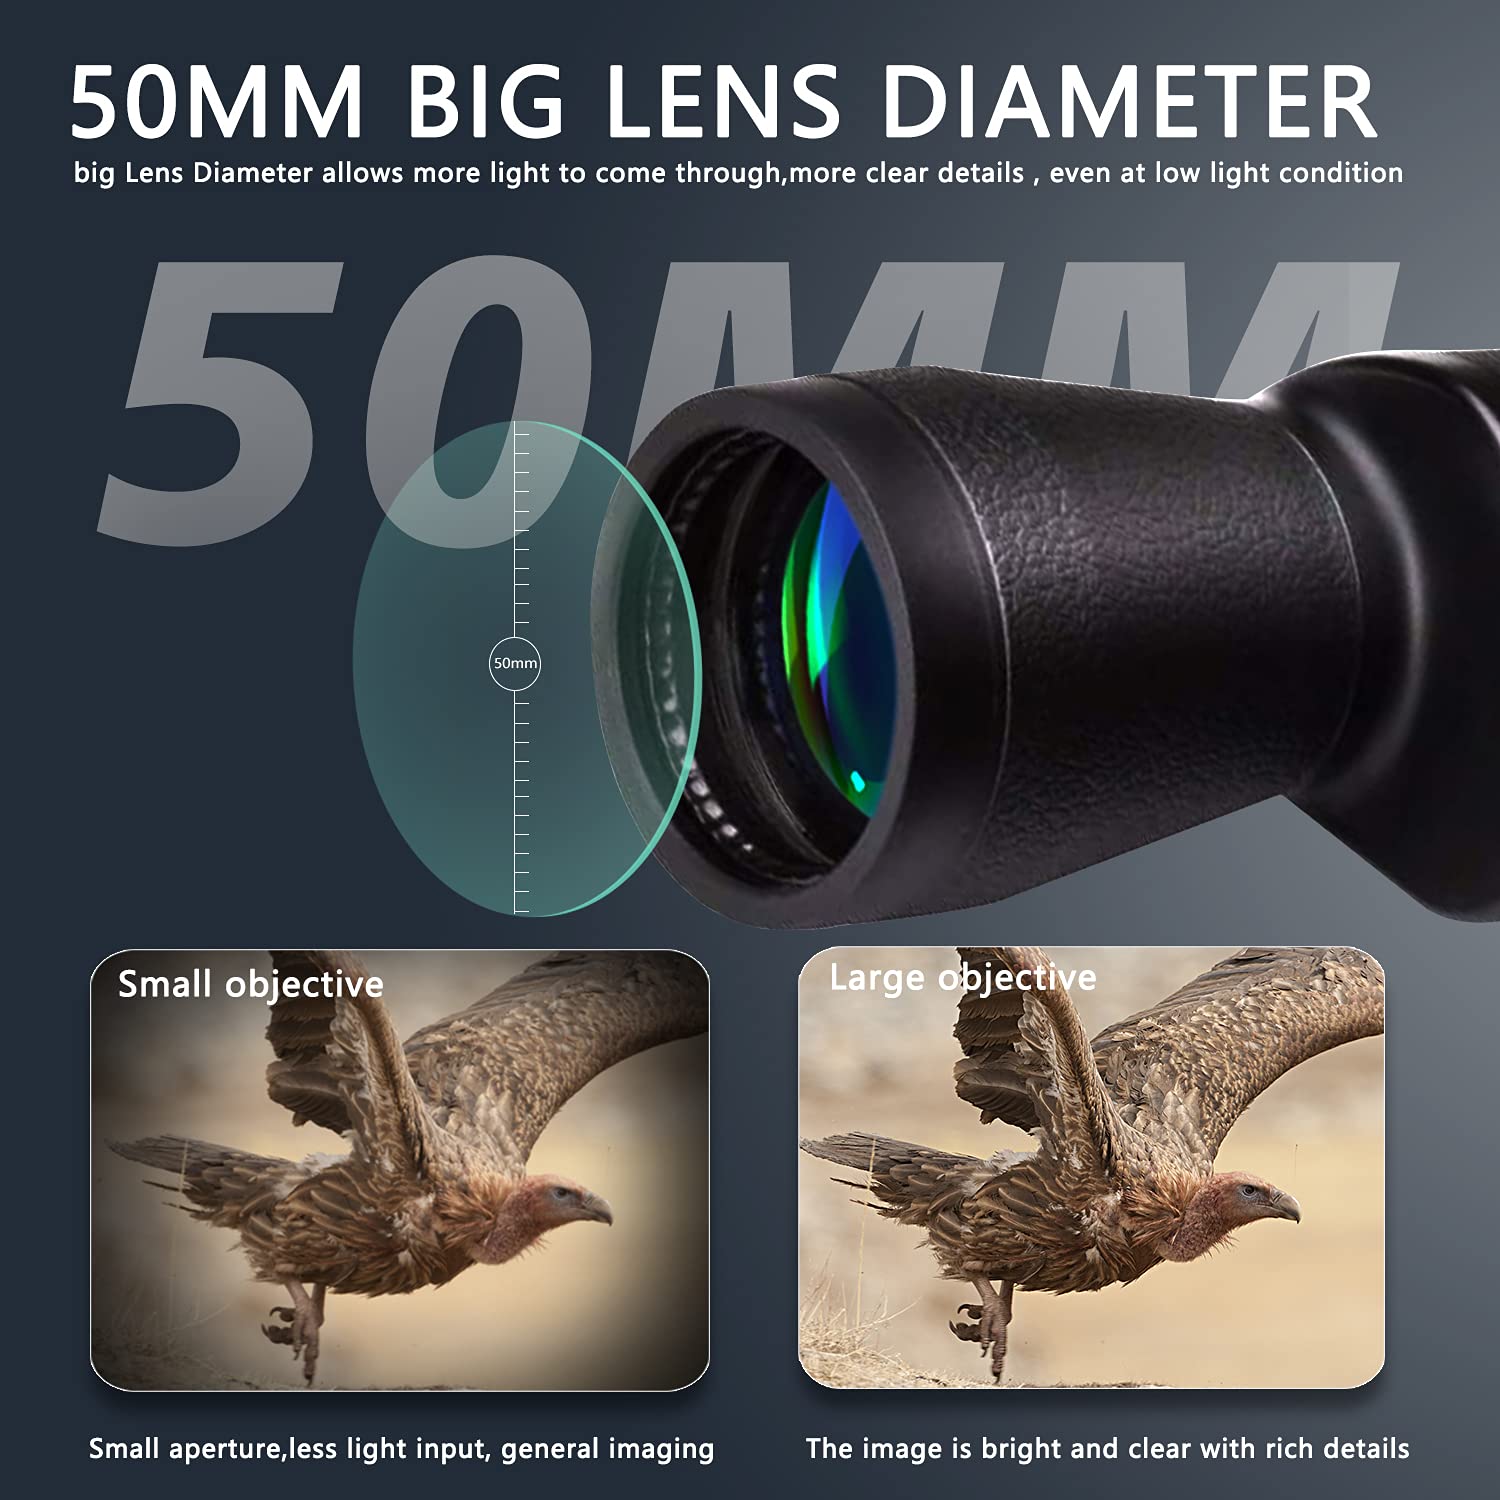 50MM BIG LENS DIAMETER
big Lens Diameter allows more light to come through,more clear details , even at low light condition
50MM
50mm
Small objective
Large objective
Small aperture,less light input, general imaging
The image is bright and clear with rich details